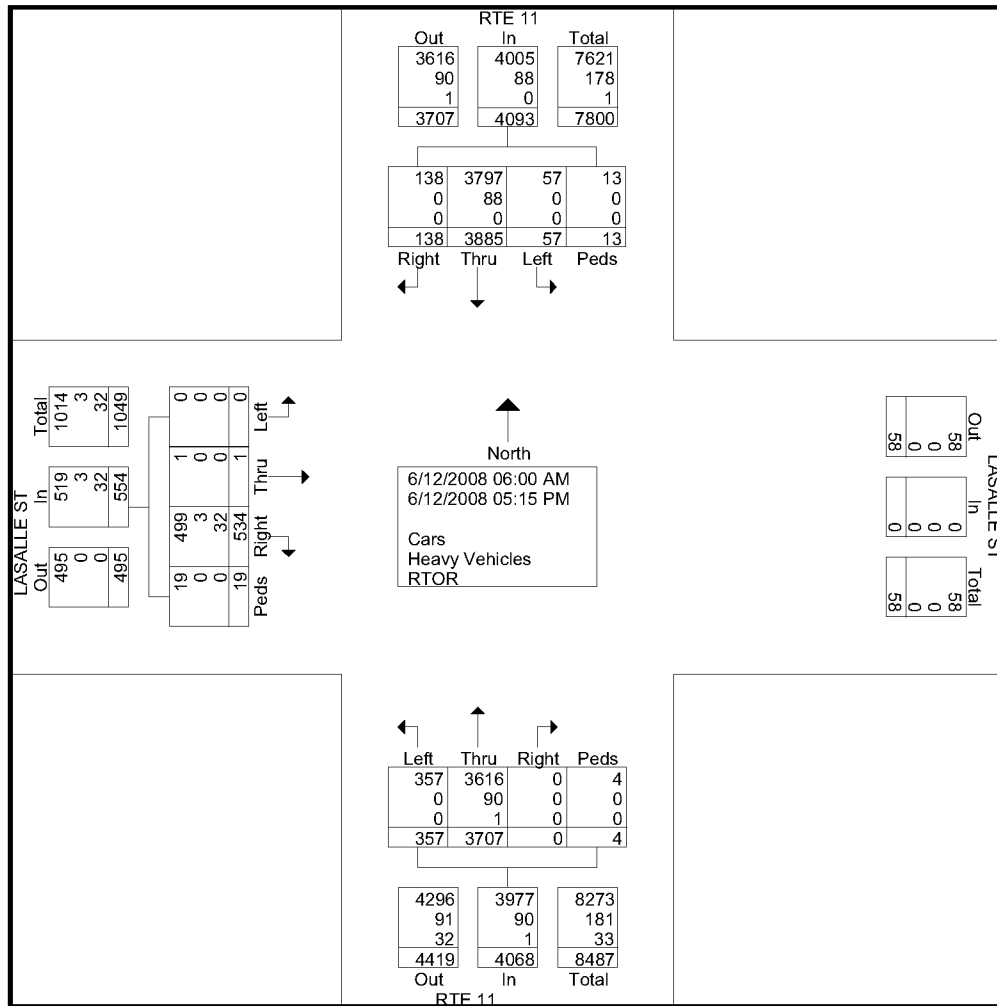 RTE 11
Out In Total
3616 4005 7621
90 88 178
1 0 1
3707 4093 7800
138 3797 57 13
0 88 0 0
0 0 0 0
138 3885 57 13
Right Thru Left Peds
LASALLE ST
Total In Out
1014 519 495
3 3 0
32 32 0
1049 554 495
0 1 499 19
0 0 3 0
0 0 32 0
0 1 534 19
Left Thru Right Peds
North
6/12/2008 06:00 AM
6/12/2008 05:15 PM
Cars
Heavy Vehicles
RTOR
LASALLE ST
Out In Total
58 0 58
0 0 0
0 0 0
58 0 58
Left Thru Right Peds
357 3616 0 4
0 90 0 0
0 1 0 0
357 3707 0 4
4296 3977 8273
91 90 181
32 1 33
4419 4068 8487
Out In Total
RTE 11